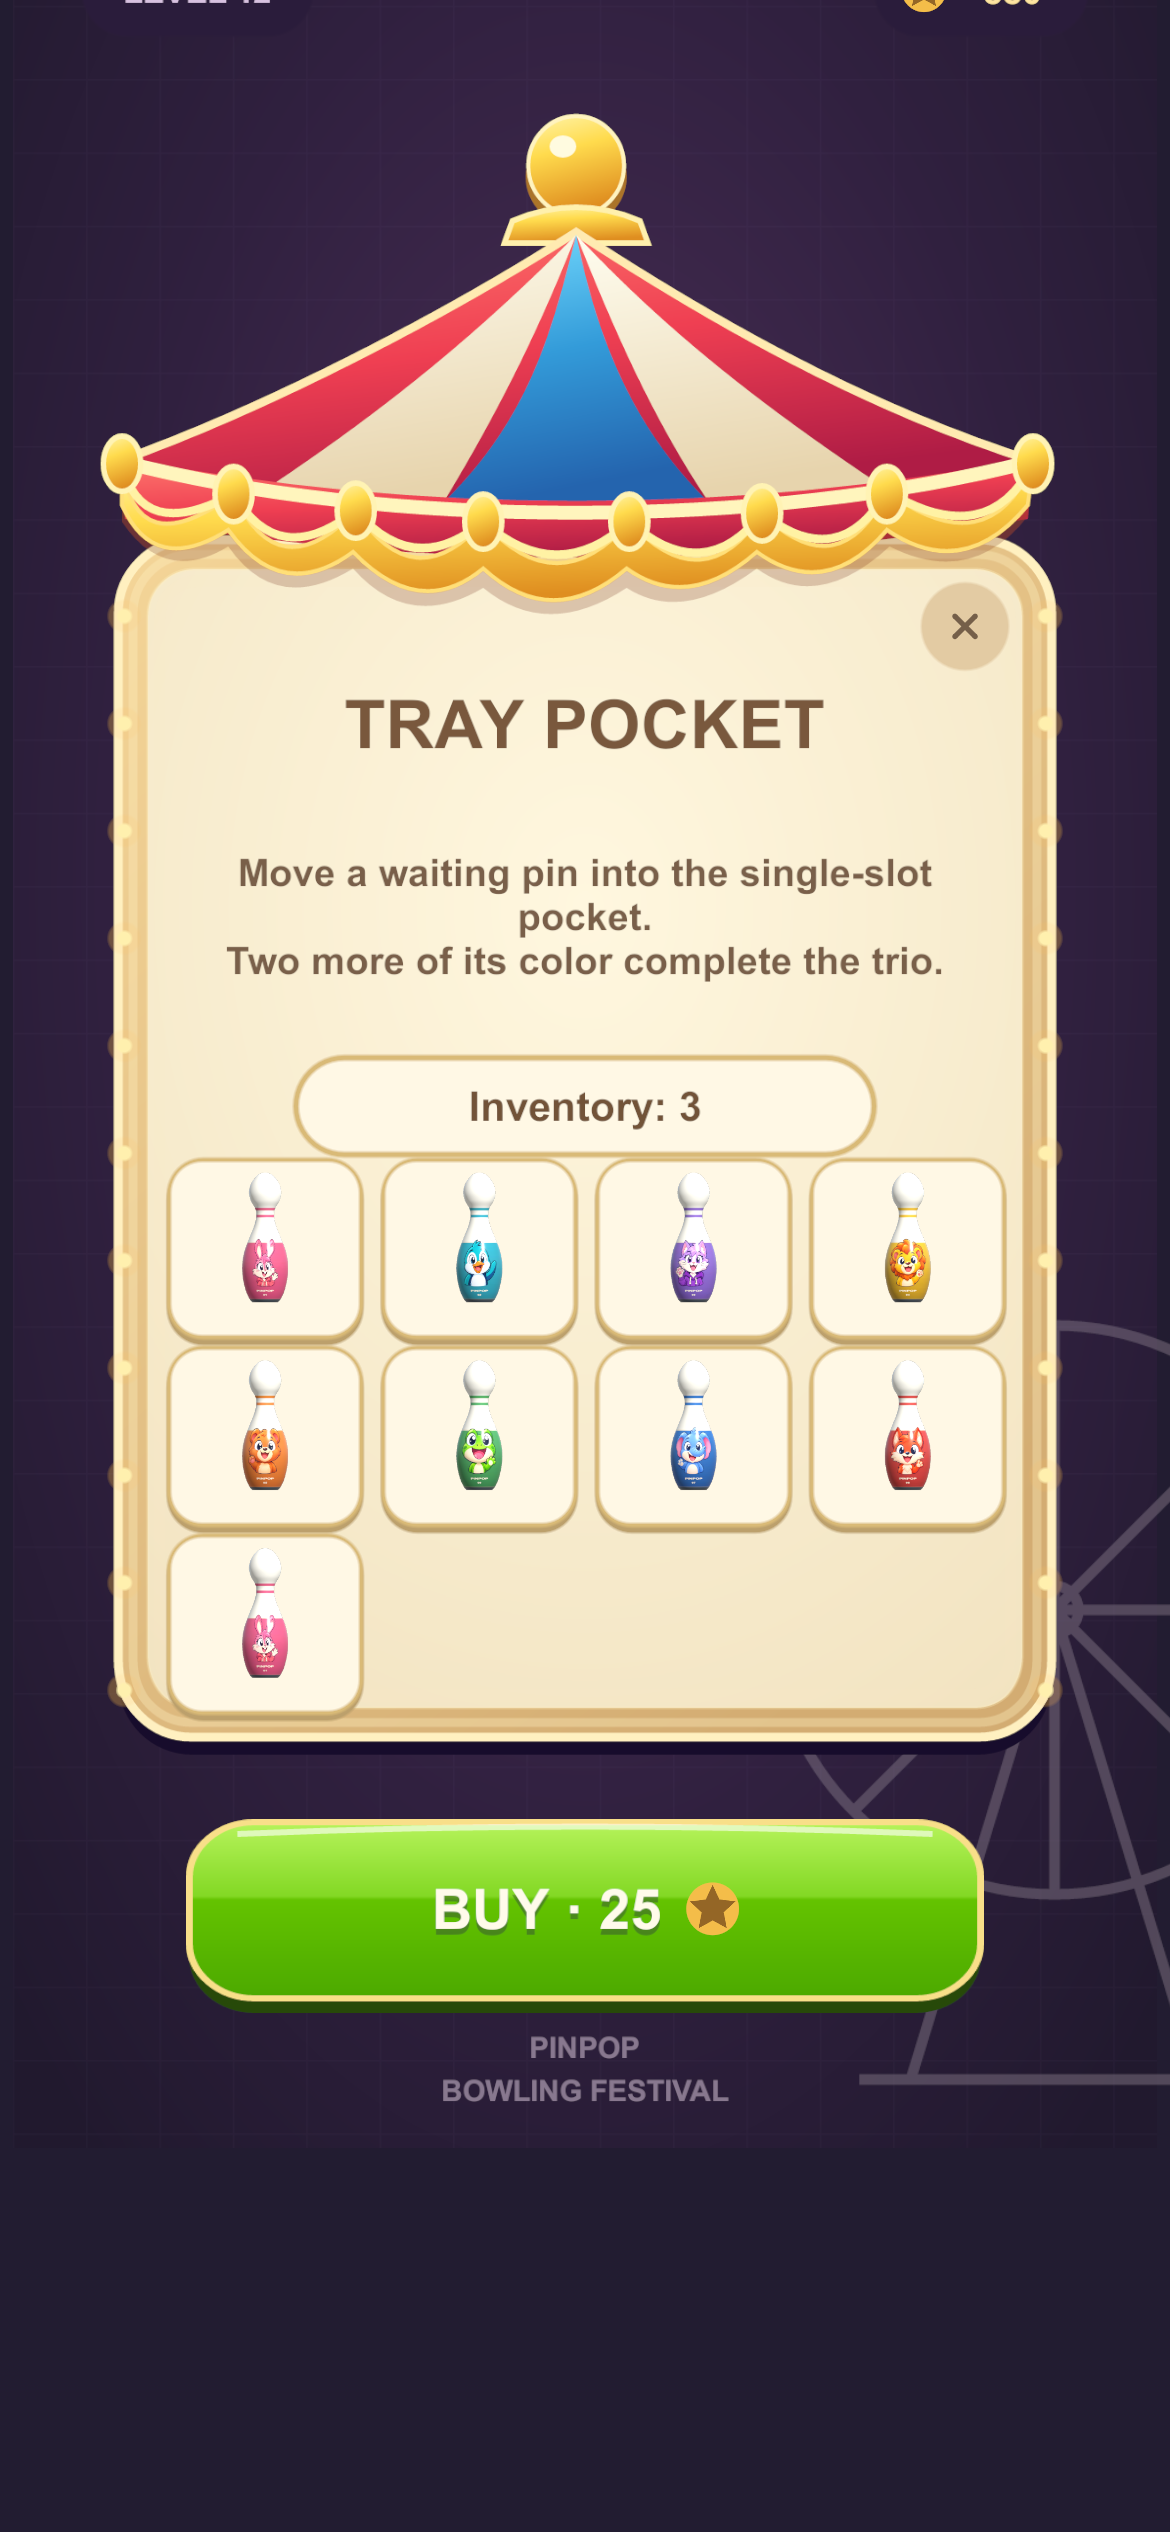 TRAY POCKET
Move a waiting pin into the single-slot
pocket.
Two more of its color complete the trio.
Inventory: 3
BUY · 25
PINPOP
BOWLING FESTIVAL